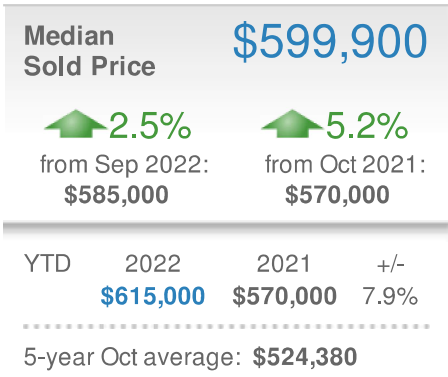 Median
Sold Price
$599,900
2.5%
from Sep 2022:
$585,000
5.2%
from Oct 2021:
$570,000
YTD 2022 2021 +/-
$615,000 $570,000 7.9%
5-year Oct average: $524,380